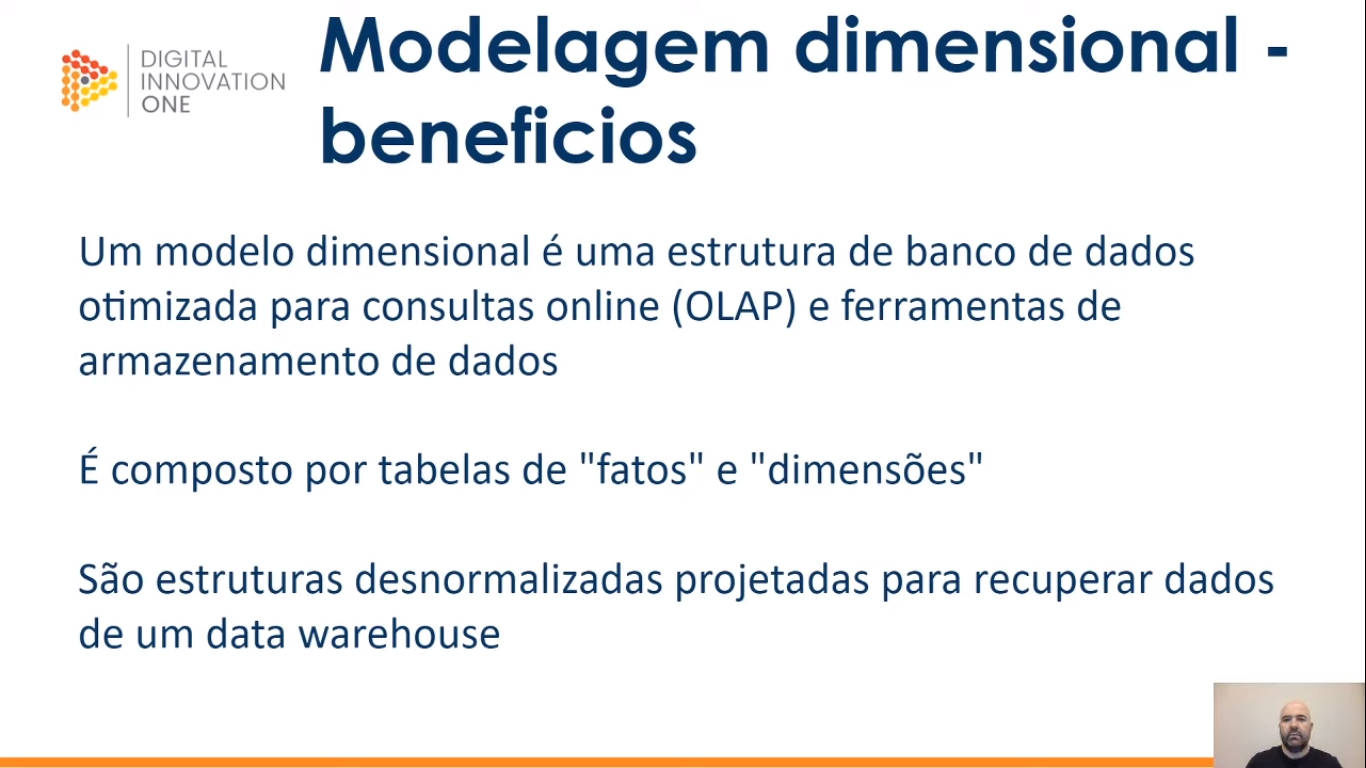 DIGITAL
INNOVATION
ONE
Modelagem dimensional -
beneficios
Um modelo dimensional é uma estrutura de banco de dados
otimizada para consultas online (OLAP) e ferramentas de
armazenamento de dados
É composto por tabelas de "fatos" e "dimensões"
São estruturas desnormalizadas projetadas para recuperar dados
de um data warehouse